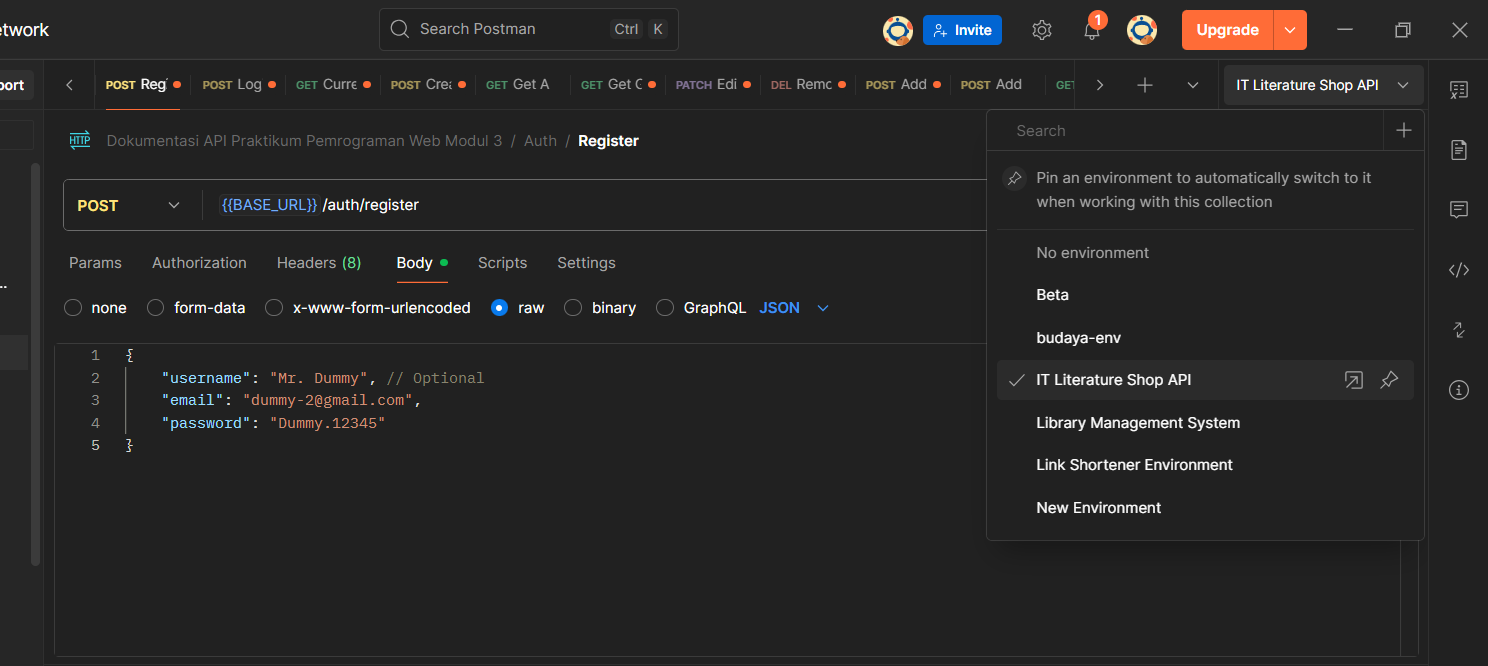 etwork
Search Postman
Ctrl K
Invite
1
Upgrade
ort
POST Reg
POST Log
GET Curre
POST Crea
GET Get A
GET Get C
PATCH Edi
DEL Remo
POST Add
POST Add
GET
IT Literature Shop API
HTTP Dokumentasi API Praktikum Pemrograman Web Modul 3 / Auth / Register
POST
{{BASE_URL}} /auth/register
Params
Authorization
Headers (8)
Body
Scripts
Settings
none
form-data
x-www-form-urlencoded
raw
binary
GraphQL
JSON
1 {
2 "username": "Mr. Dummy", // Optional
3 "email": "dummy-2@gmail.com",
4 "password": "Dummy.12345"
5 }
Search
Pin an environment to automatically switch to it
when working with this collection
No environment
Beta
budaya-env
IT Literature Shop API
Library Management System
Link Shortener Environment
New Environment
...